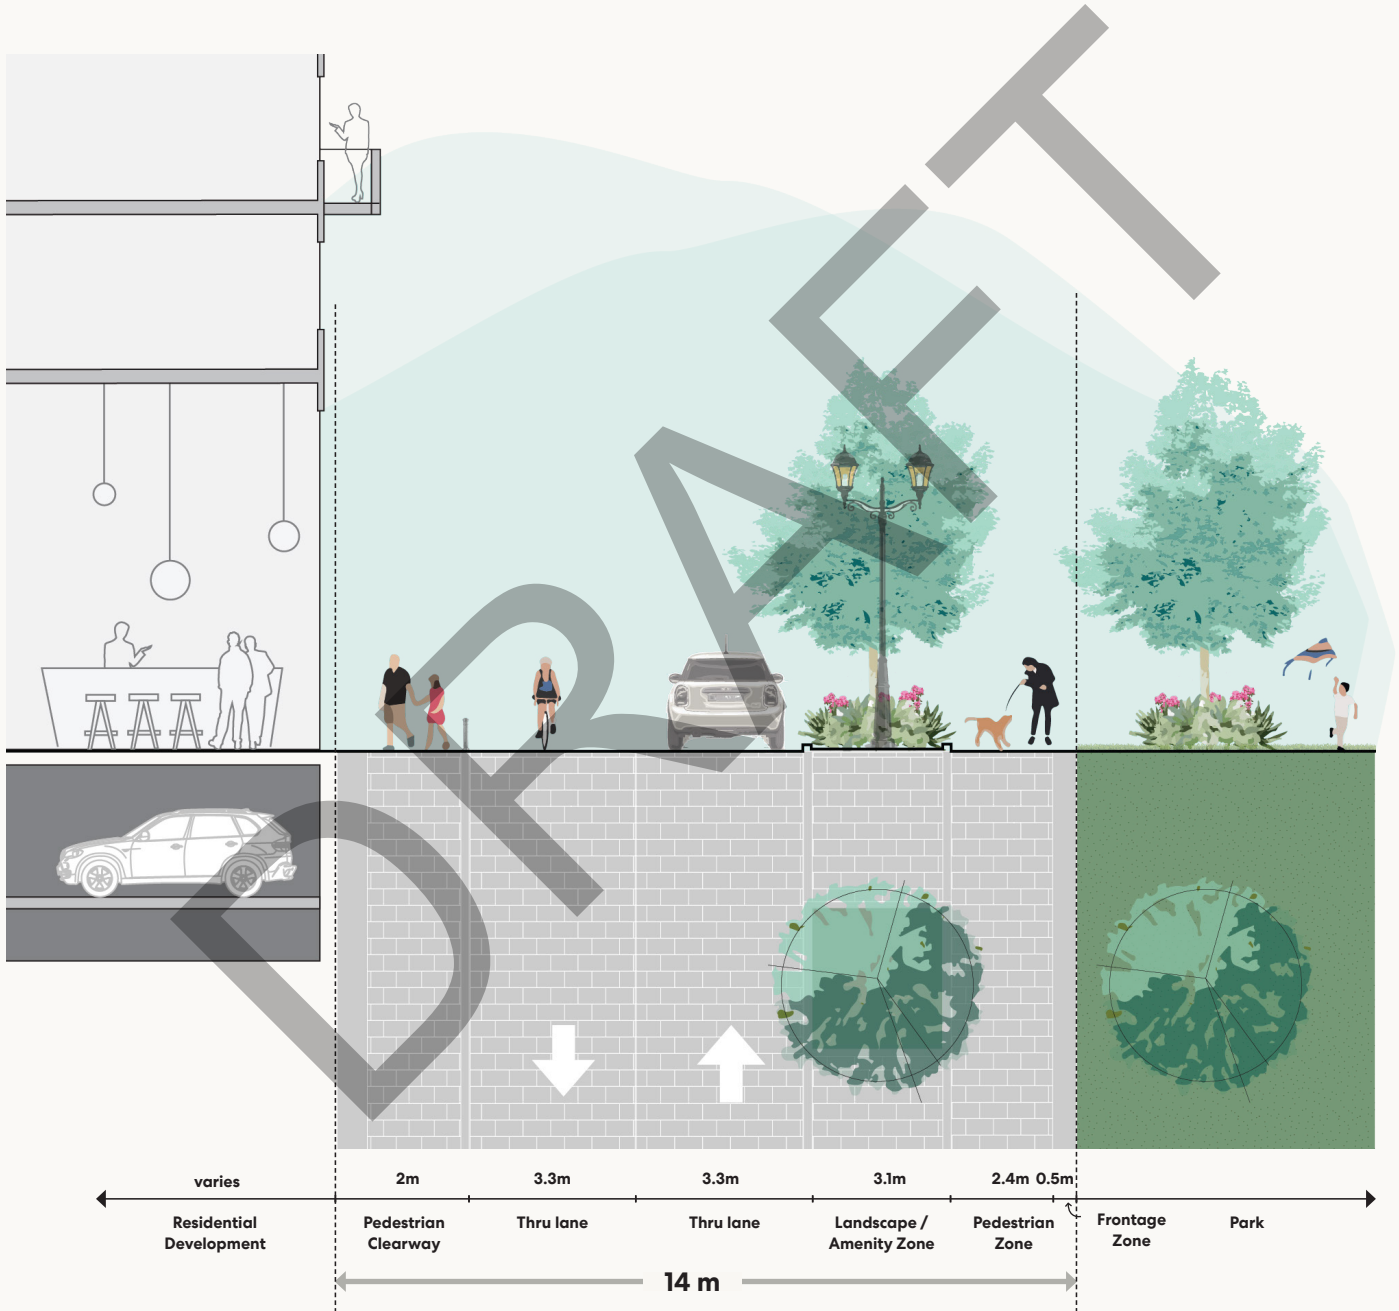 DRAFT
varies
2m
3.3m
3.3m
3.1m
2.4m 0.5m
Residential
Development
Pedestrian
Clearway
Thru lane
Thru lane
Landscape /
Amenity Zone
Pedestrian
Zone
Frontage
Zone
Park
14 m